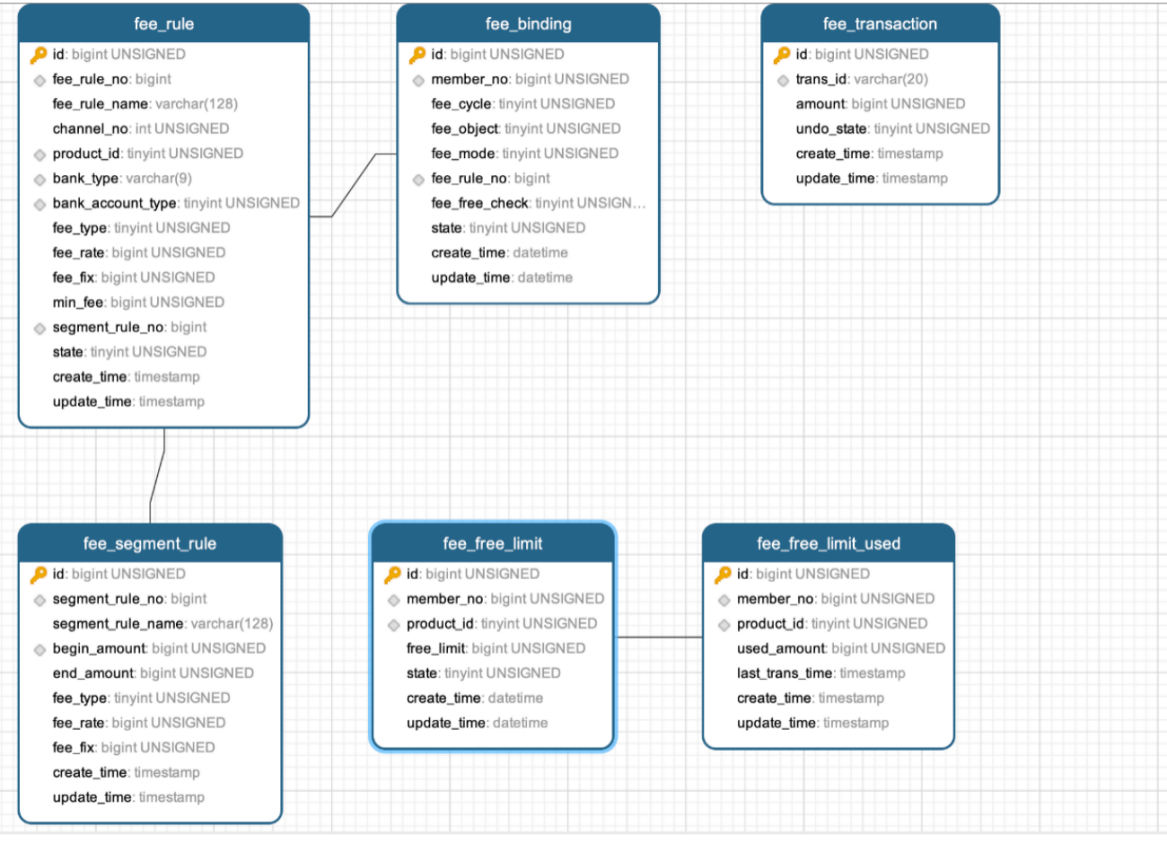 fee_rule
id: bigint UNSIGNED
fee_rule_no: bigint
fee_rule_name: varchar(128)
channel_no: int UNSIGNED
product_id: tinyint UNSIGNED
bank_type: varchar(9)
bank_account_type: tinyint UNSIGNED
fee_type: tinyint UNSIGNED
fee_rate: bigint UNSIGNED
fee_fix: bigint UNSIGNED
min_fee: bigint UNSIGNED
segment_rule_no: bigint
state: tinyint UNSIGNED
create_time: timestamp
update_time: timestamp
fee_binding
id: bigint UNSIGNED
member_no: bigint UNSIGNED
fee_cycle: tinyint UNSIGNED
fee_object: tinyint UNSIGNED
fee_mode: tinyint UNSIGNED
fee_rule_no: bigint
fee_free_check: tinyint UNSIGN...
state: tinyint UNSIGNED
create_time: datetime
update_time: datetime
fee_transaction
id: bigint UNSIGNED
trans_id: varchar(20)
amount: bigint UNSIGNED
undo_state: tinyint UNSIGNED
create_time: timestamp
update_time: timestamp
fee_segment_rule
id: bigint UNSIGNED
segment_rule_no: bigint
segment_rule_name: varchar(128)
begin_amount: bigint UNSIGNED
end_amount: bigint UNSIGNED
fee_type: tinyint UNSIGNED
fee_rate: bigint UNSIGNED
fee_fix: bigint UNSIGNED
create_time: timestamp
update_time: timestamp
fee_free_limit
id: bigint UNSIGNED
member_no: bigint UNSIGNED
product_id: tinyint UNSIGNED
free_limit: bigint UNSIGNED
state: tinyint UNSIGNED
create_time: datetime
update_time: datetime
fee_free_limit_used
id: bigint UNSIGNED
member_no: bigint UNSIGNED
product_id: tinyint UNSIGNED
used_amount: bigint UNSIGNED
last_trans_time: timestamp
create_time: timestamp
update_time: timestamp